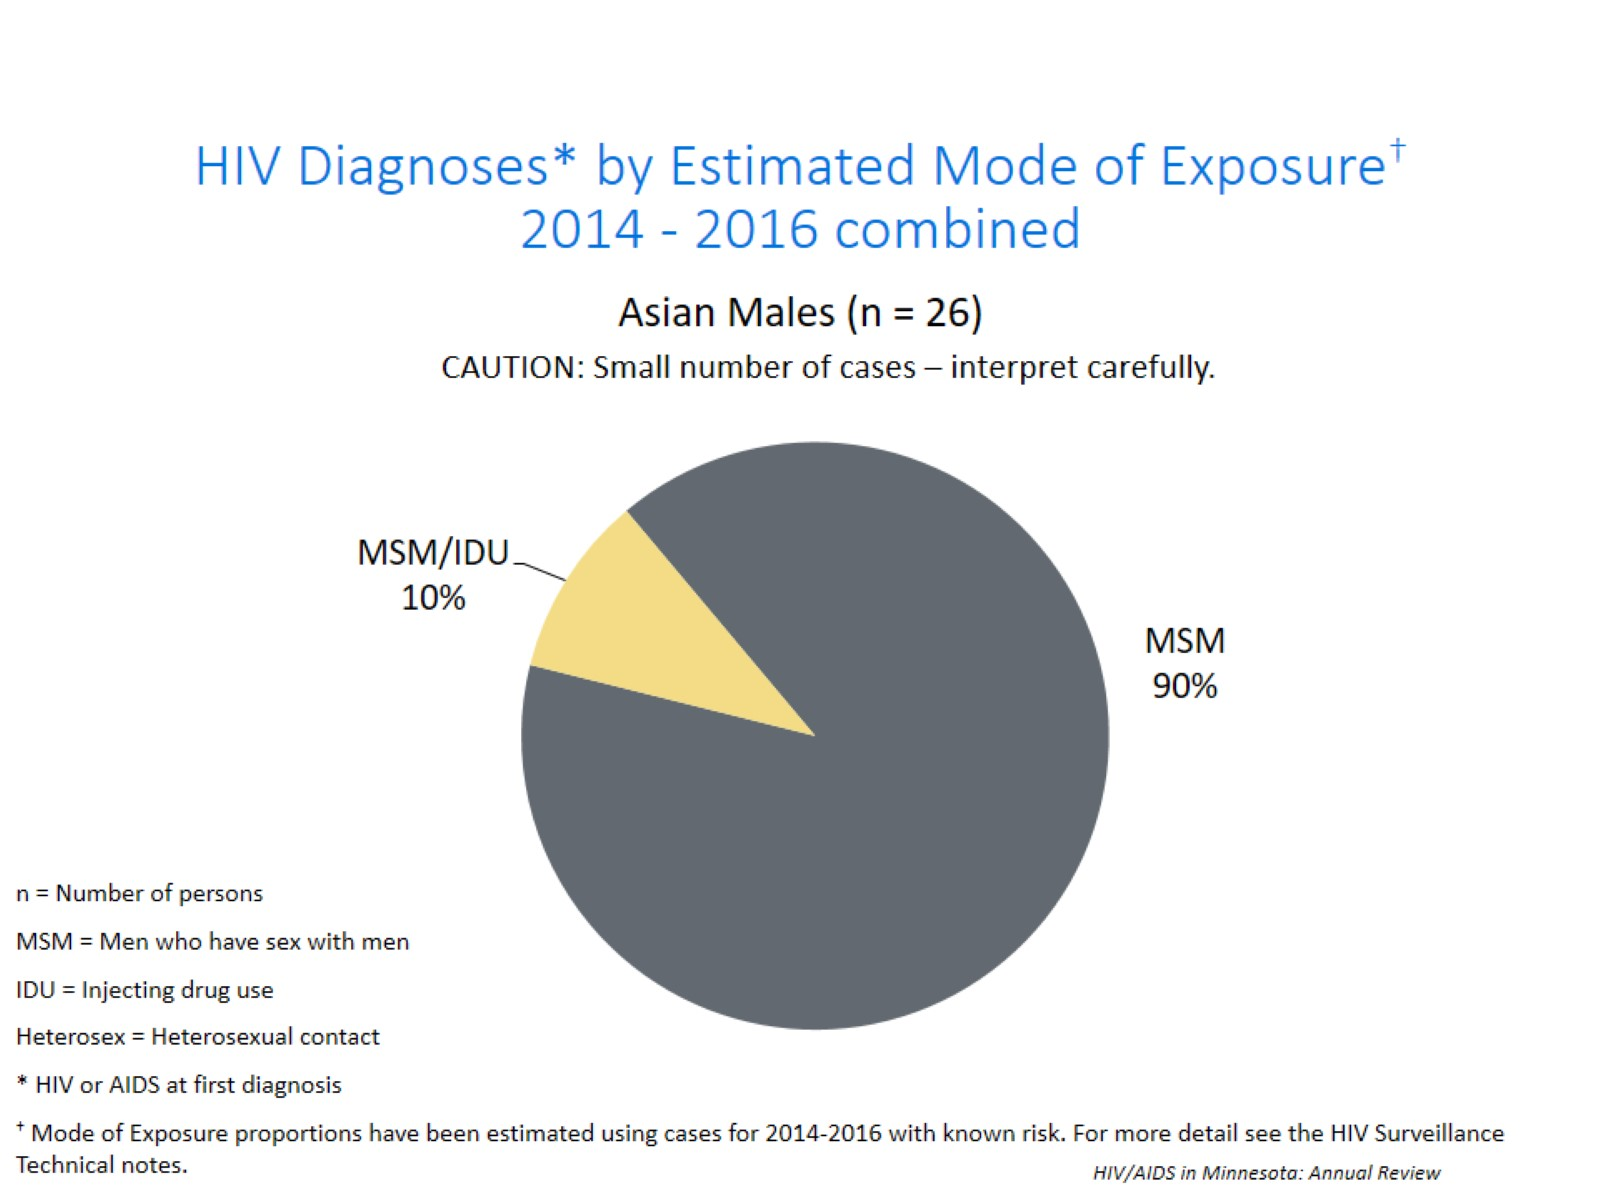 HIV Diagnoses* by Estimated Mode of Exposure†
2014 - 2016 combined
Asian Males (n = 26)
CAUTION: Small number of cases – interpret carefully.
MSM/IDU
10%
MSM
90%
n = Number of persons
MSM = Men who have sex with men
IDU = Injecting drug use
Heterosex = Heterosexual contact
* HIV or AIDS at first diagnosis
† Mode of Exposure proportions have been estimated using cases for 2014-2016 with known risk. For more detail see the HIV Surveillance
Technical notes.
HIV/AIDS in Minnesota: Annual Review